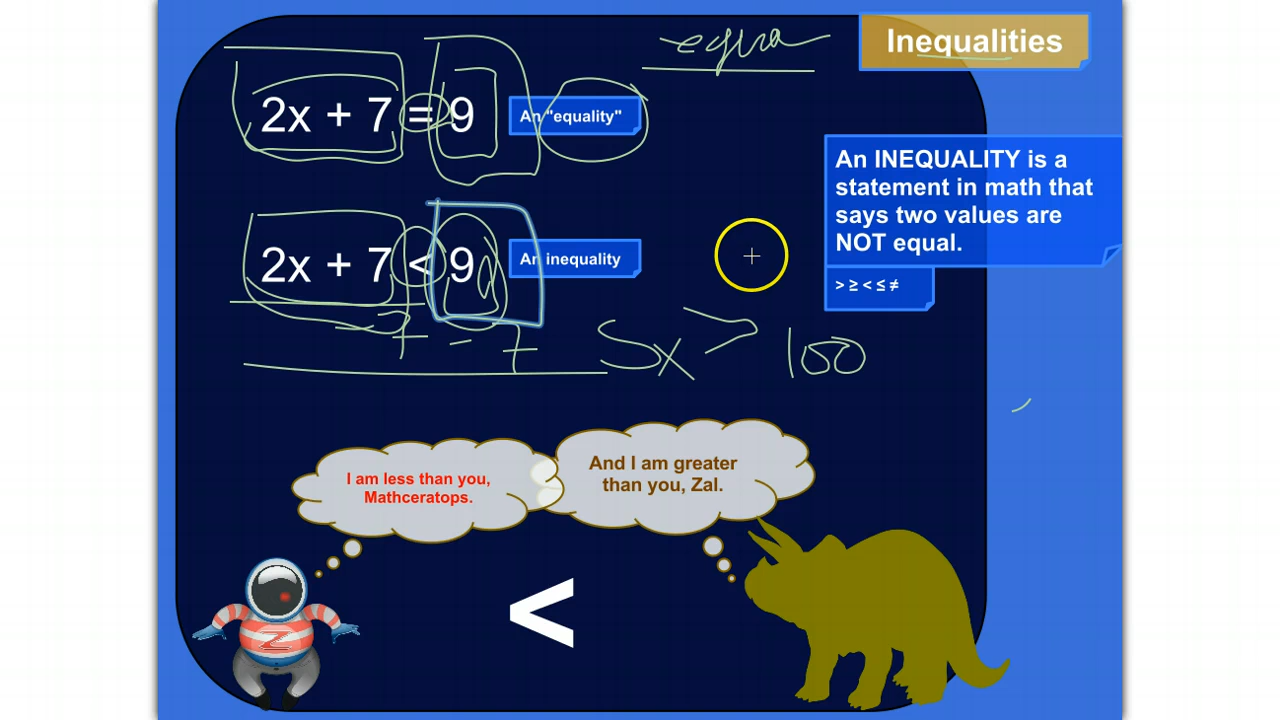 Inequalities
2x + 7 = 9
An "equality"
An INEQUALITY is a
statement in math that
says two values are
NOT equal.
> ≥ < ≤ ≠
2x + 7 < 9
An inequality
- 7 - 7
5x > 100
I am less than you,
Mathceratops.
And I am greater
than you, Zal.
<
Z